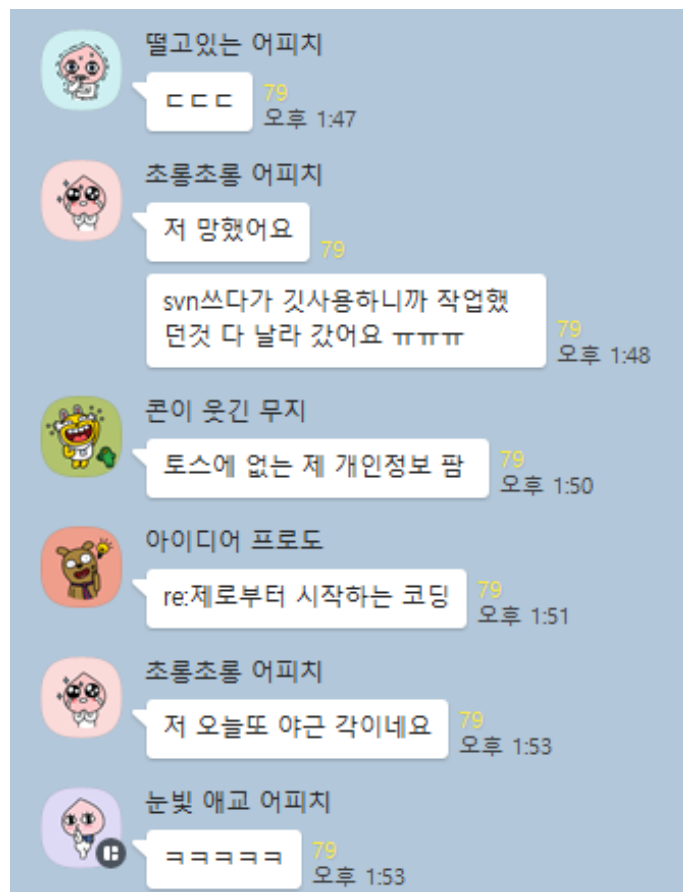 떨고있는 어피치
ㄷㄷㄷ
79
오후 1:47
초롱초롱 어피치
저 망했어요
79
svn쓰다가 깃사용하니까 작업했
던것 다 날라 갔어요 ㅠㅠㅠ
79
오후 1:48
콘이 웃긴 무지
토스에 없는 제 개인정보 팜
79
오후 1:50
아이디어 프로도
re:제로부터 시작하는 코딩
79
오후 1:51
초롱초롱 어피치
저 오늘또 야근 각이네요
79
오후 1:53
눈빛 애교 어피치
ㅋㅋㅋㅋㅋ
79
오후 1:53